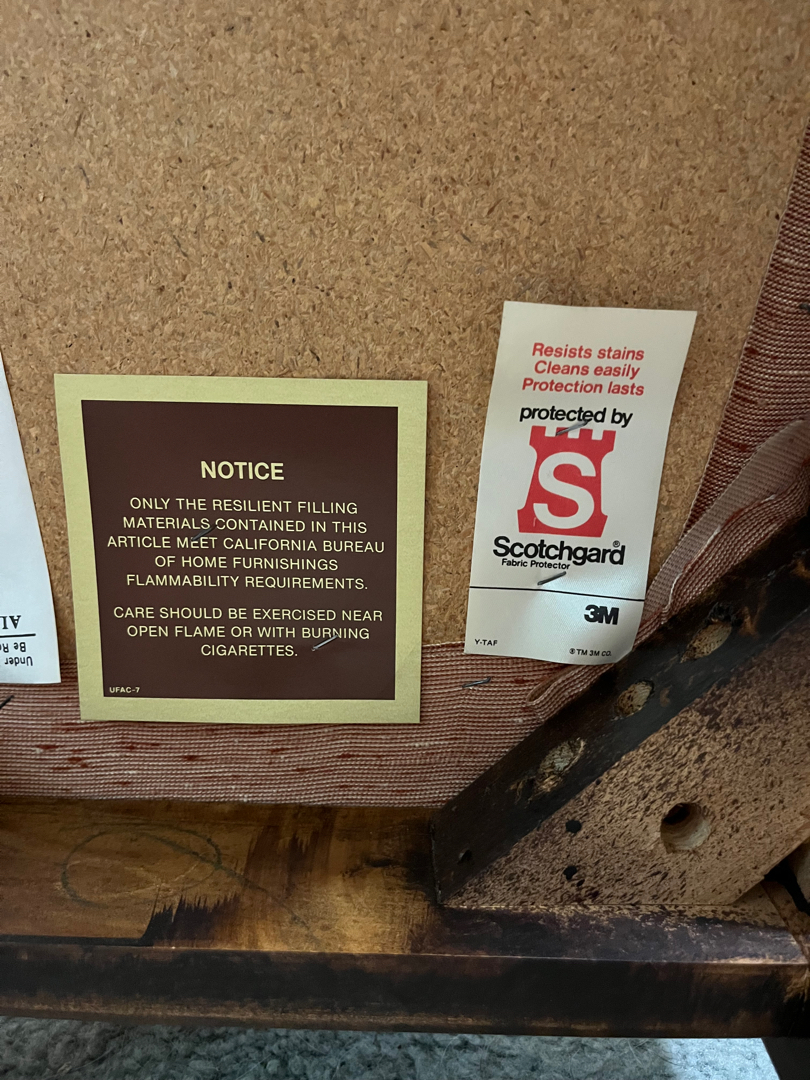 NOTICE
ONLY THE RESILIENT FILLING
MATERIALS CONTAINED IN THIS
ARTICLE MEET CALIFORNIA BUREAU
OF HOME FURNISHINGS
FLAMMABILITY REQUIREMENTS.
CARE SHOULD BE EXERCISED NEAR
OPEN FLAME OR WITH BURNING
CIGARETTES.
UFAC-7
Resists stains
Cleans easily
Protection lasts
protected by
S
Scotchgard®
Fabric Protector
3M
Y-TAF
® TM 3M CO.
Under
Be